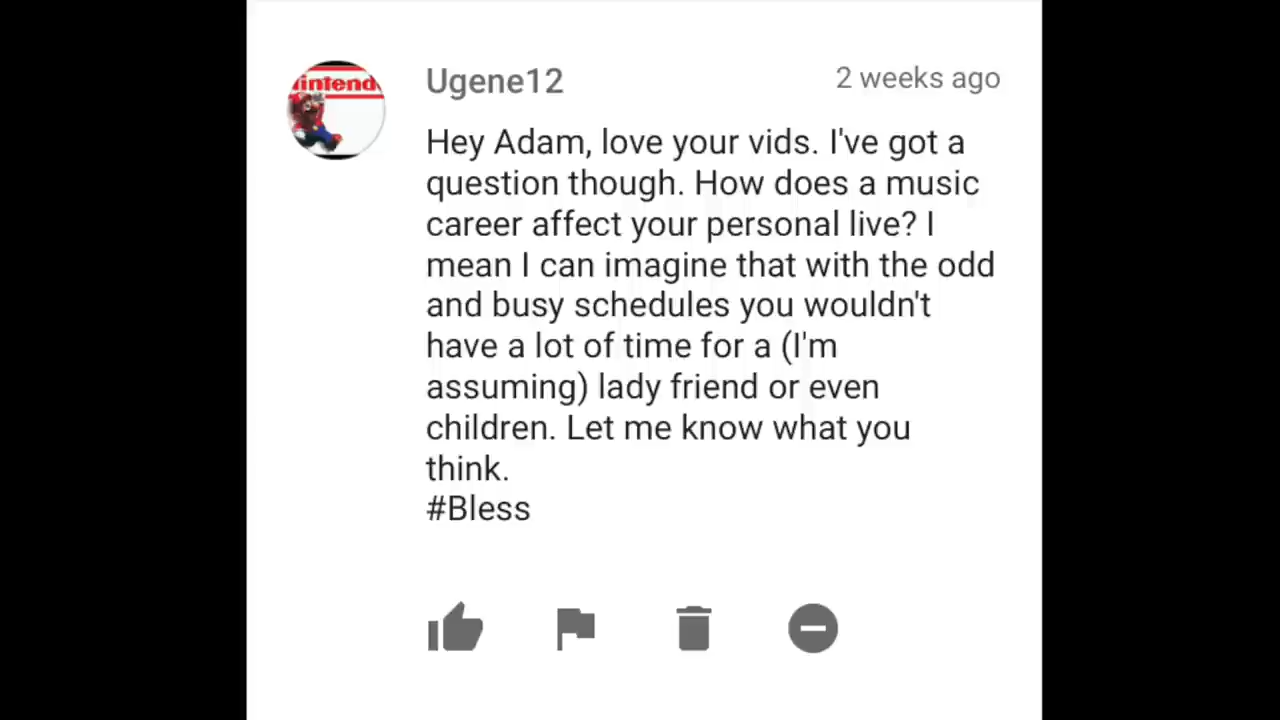 intend
Ugene12
2 weeks ago
Hey Adam, love your vids. I've got a
question though. How does a music
career affect your personal live? I
mean I can imagine that with the odd
and busy schedules you wouldn't
have a lot of time for a (I'm
assuming) lady friend or even
children. Let me know what you
think.
#Bless